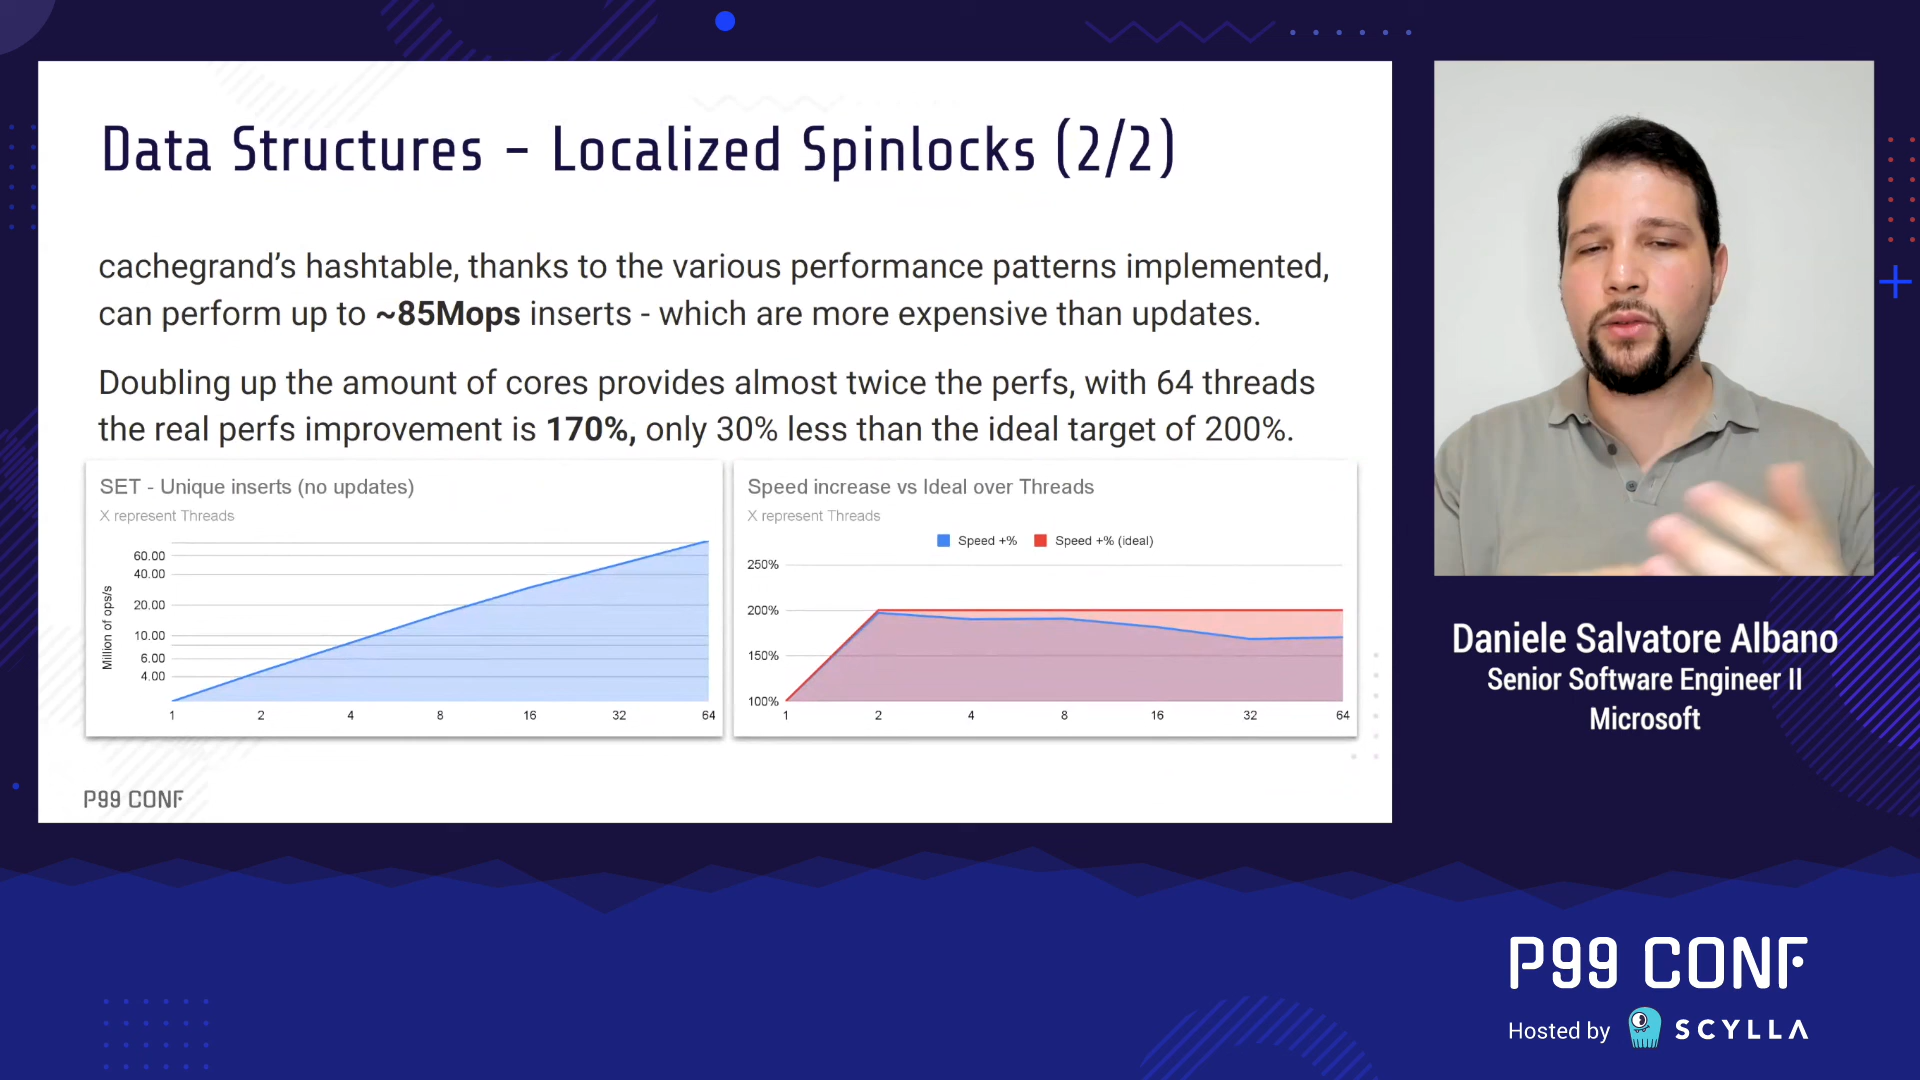 Data Structures - Localized Spinlocks (2/2)
cachegrand’s hashtable, thanks to the various performance patterns implemented,
can perform up to ~85Mops inserts - which are more expensive than updates.
Doubling up the amount of cores provides almost twice the perfs, with 64 threads
the real perfs improvement is 170%, only 30% less than the ideal target of 200%.
SET - Unique inserts (no updates)
X represent Threads
Million of ops/s
60.00
40.00
20.00
10.00
6.00
4.00
1 2 4 8 16 32 64
Speed increase vs Ideal over Threads
X represent Threads
Speed +% Speed +% (ideal)
250%
200%
150%
100%
1 2 4 8 16 32 64
P99 CONF
Daniele Salvatore Albano
Senior Software Engineer II
Microsoft
P99 CONF
Hosted by SCYLLA